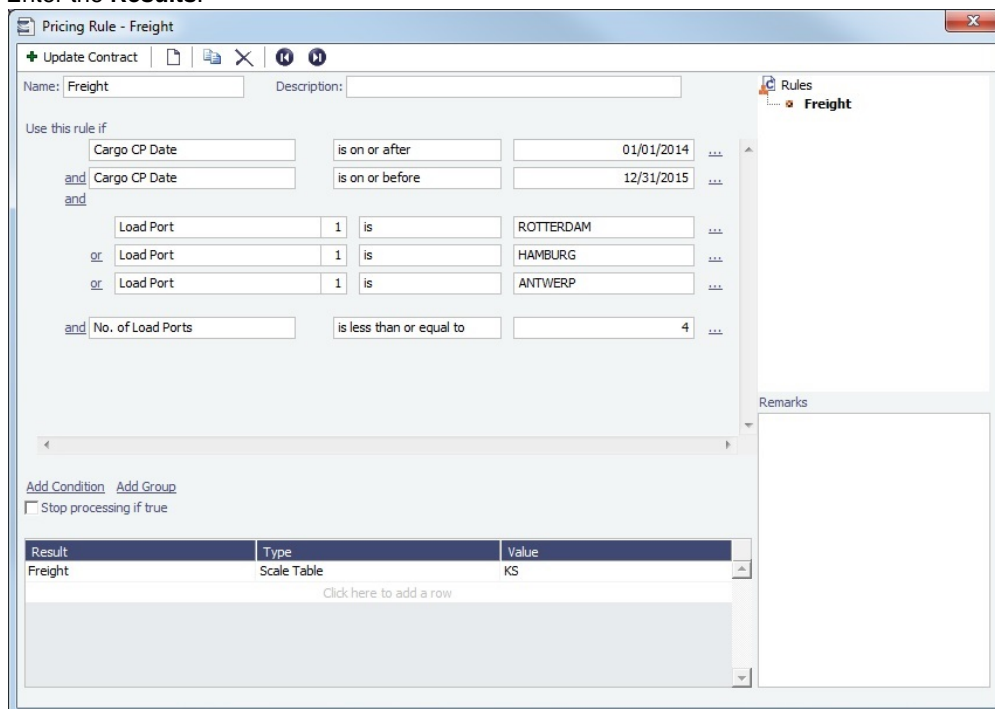 Enter the Results.
Pricing Rule - Freight
Update Contract
Name: Freight Description:
Use this rule if
Cargo CP Date is on or after 01/01/2014 ...
and Cargo CP Date is on or before 12/31/2015 ...
and
Load Port 1 is ROTTERDAM ...
or Load Port 1 is HAMBURG ...
or Load Port 1 is ANTWERP ...
and No. of Load Ports is less than or equal to 4 ...
Add Condition Add Group
Stop processing if true
Result Type Value
Freight Scale Table KS
Click here to add a row
Rules
Freight
Remarks